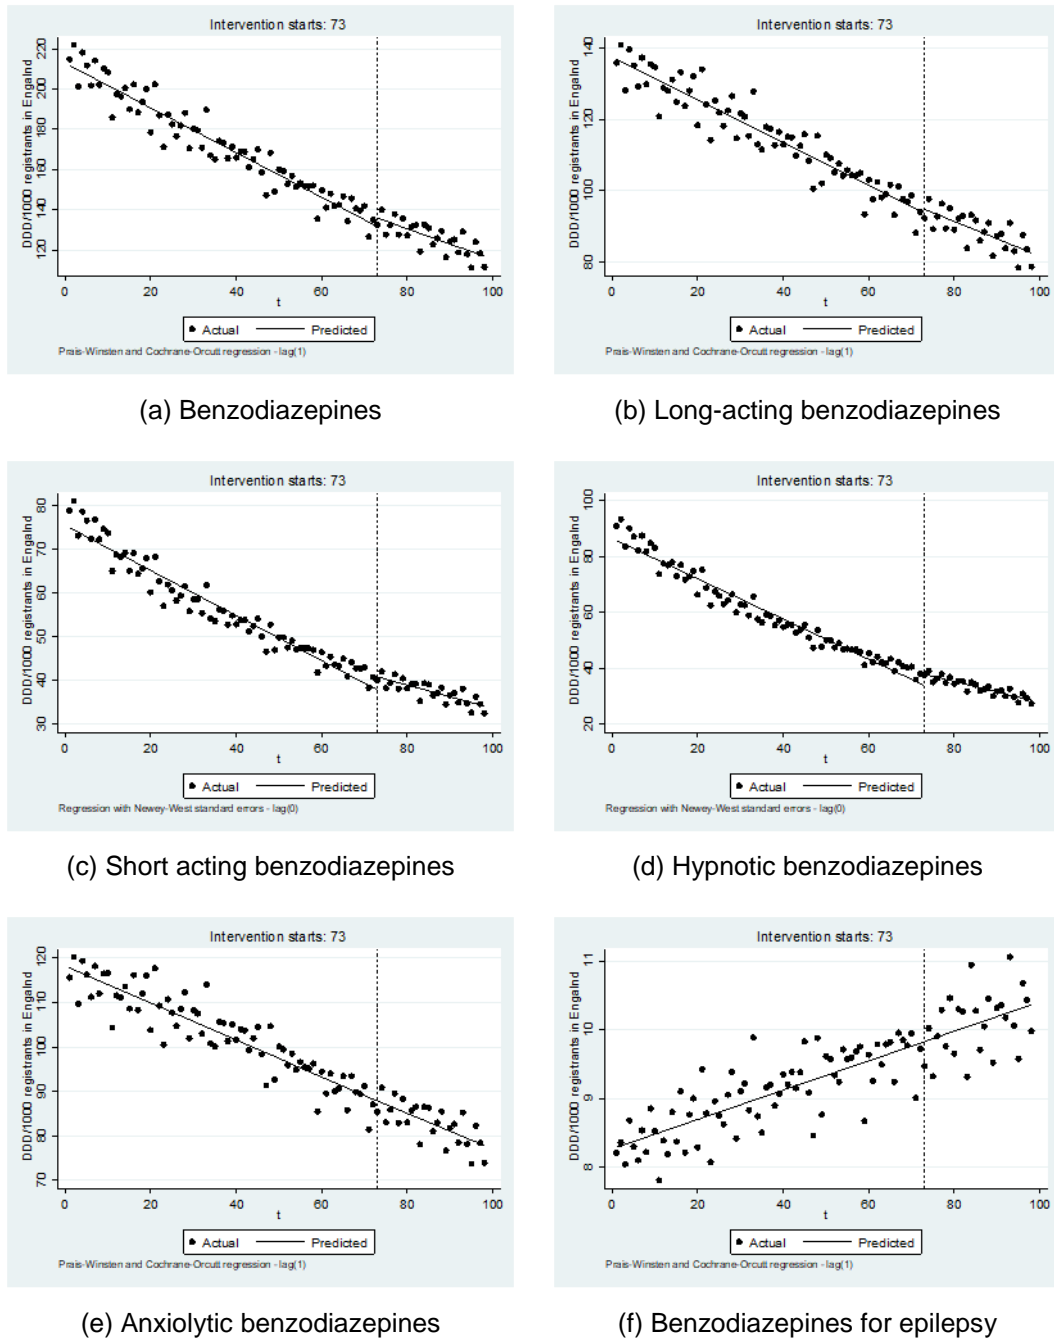 Intervention starts: 73
DDD/1000 registrants in Engalnd
220
200
180
160
140
120
0 20 40 60 80 100
t
Actual Predicted
Prais-Winsten and Cochrane-Orcutt regression - lag(1)
(a) Benzodiazepines
Intervention starts: 73
DDD/1000 registrants in Engalnd
140
120
100
80
0 20 40 60 80 100
t
Actual Predicted
Prais-Winsten and Cochrane-Orcutt regression - lag(1)
(b) Long-acting benzodiazepines
Intervention starts: 73
DDD/1000 registrants in Engalnd
80
70
60
50
40
30
0 20 40 60 80 100
t
Actual Predicted
Regression with Newey-West standard errors - lag(0)
(c) Short acting benzodiazepines
Intervention starts: 73
DDD/1000 registrants in Engalnd
100
80
60
40
20
0 20 40 60 80 100
t
Actual Predicted
Regression with Newey-West standard errors - lag(0)
(d) Hypnotic benzodiazepines
Intervention starts: 73
DDD/1000 registrants in Engalnd
120
110
100
90
80
70
0 20 40 60 80 100
t
Actual Predicted
Prais-Winsten and Cochrane-Orcutt regression - lag(1)
(e) Anxiolytic benzodiazepines
Intervention starts: 73
DDD/1000 registrants in Engalnd
11
10
9
8
0 20 40 60 80 100
t
Actual Predicted
Prais-Winsten and Cochrane-Orcutt regression - lag(1)
(f) Benzodiazepines for epilepsy